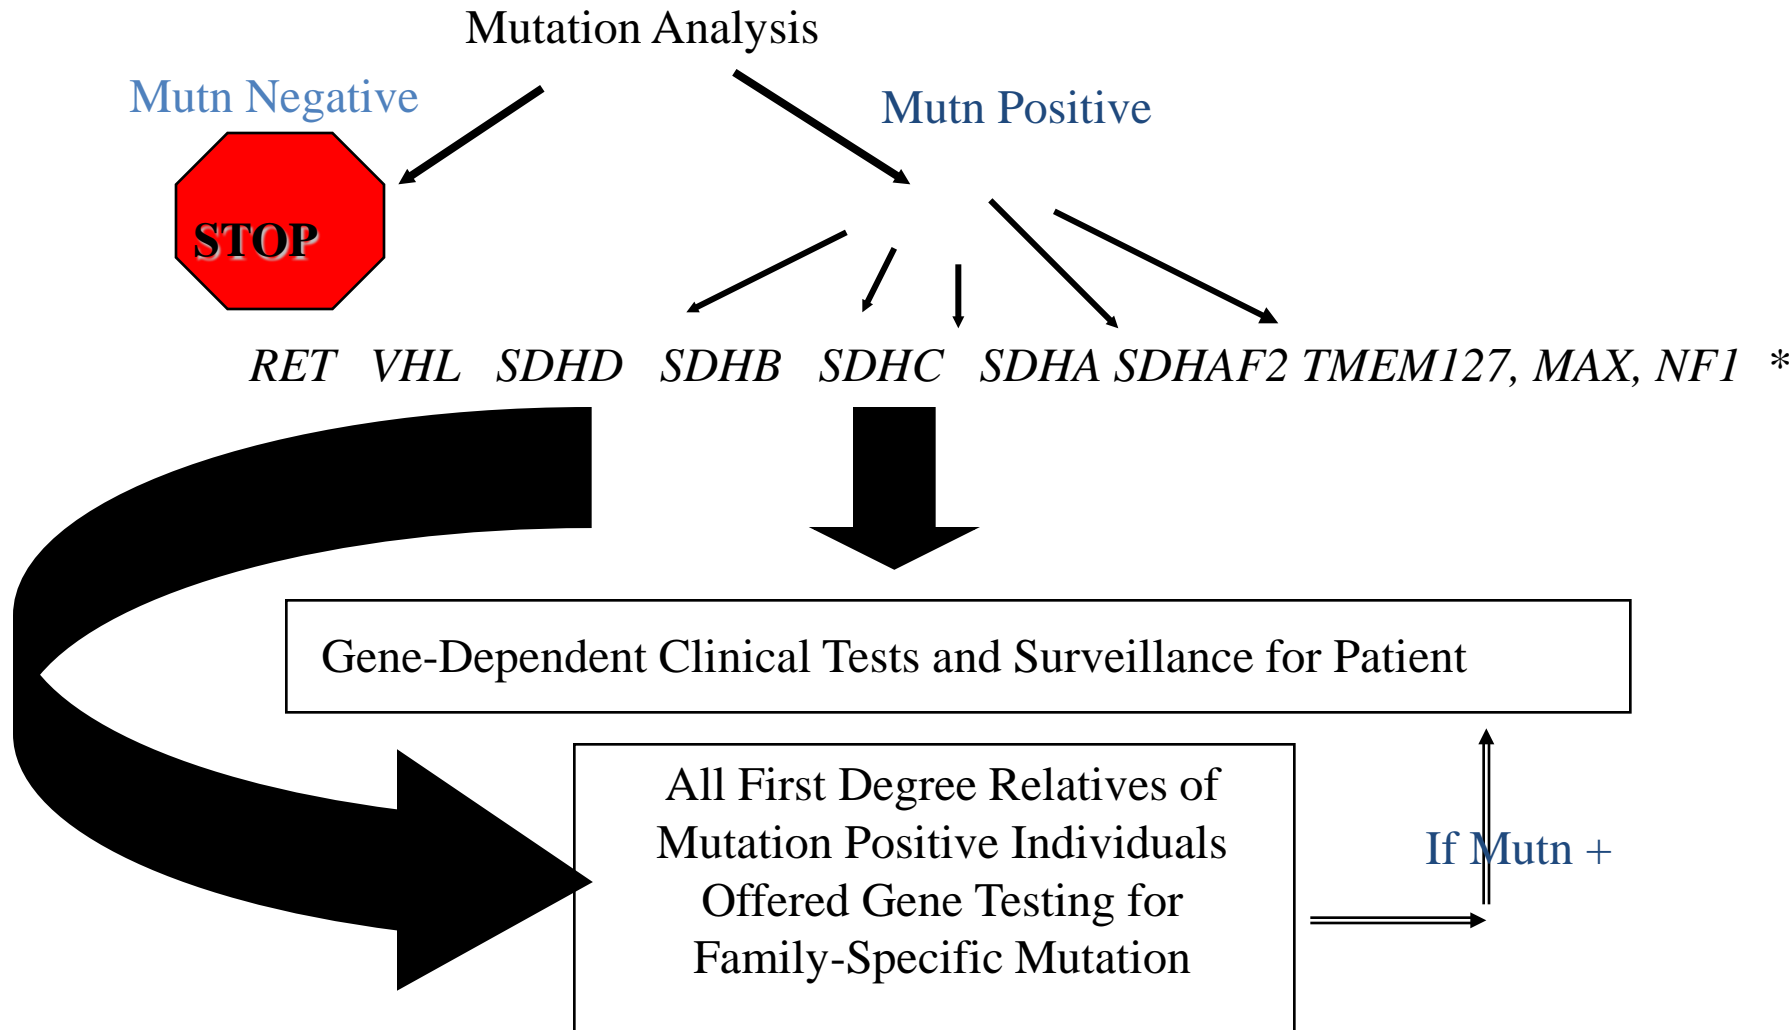 Mutation Analysis
Mutn Negative
Mutn Positive
STOP
RET VHL SDHD SDHB SDHC SDHA SDHAF2 TMEM127, MAX, NF1 *
Gene-Dependent Clinical Tests and Surveillance for Patient
All First Degree Relatives of
Mutation Positive Individuals
Offered Gene Testing for
Family-Specific Mutation
If Mutn +